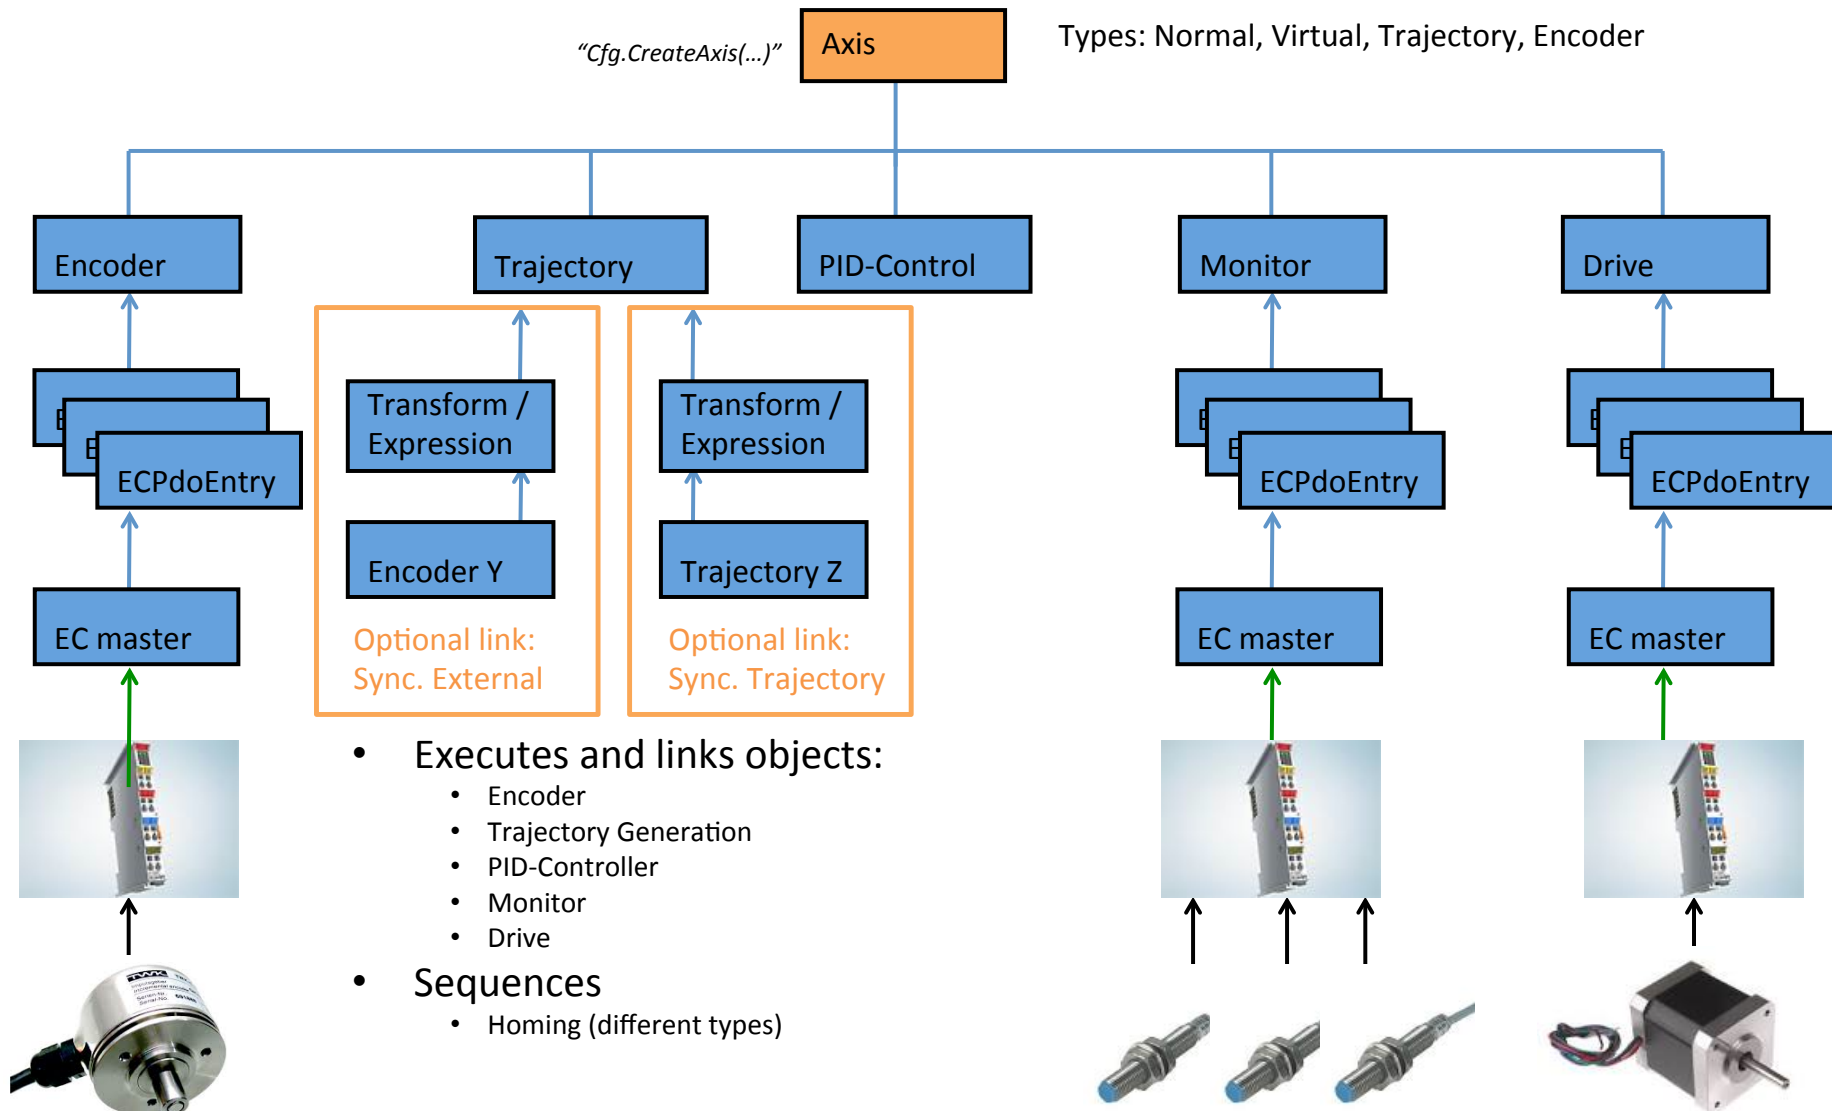 “Cfg.CreateAxis(…)”
Axis
Types: Normal, Virtual, Trajectory, Encoder
Encoder
Trajectory
PID-Control
Monitor
Drive
E
E
ECPdoEntry
Transform /
Expression
Transform /
Expression
E
E
ECPdoEntry
E
E
ECPdoEntry
Encoder Y
Trajectory Z
EC master
EC master
EC master
Optional link:
Sync. External
Optional link:
Sync. Trajectory
• Executes and links objects:
• Encoder
• Trajectory Generation
• PID-Controller
• Monitor
• Drive
• Sequences
• Homing (different types)
TWK